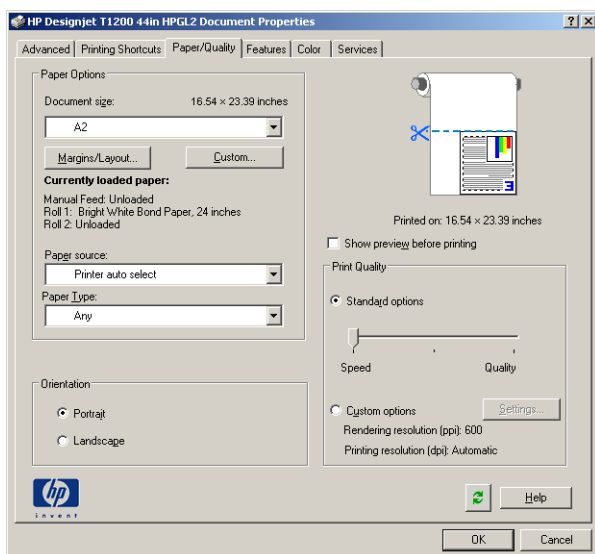 HP Designjet T1200 44in HPGL2 Document Properties
Advanced
Printing Shortcuts
Paper/Quality
Features
Color
Services
Paper Options
Document size:
16.54 × 23.39 inches
A2
Margins/Layout...
Custom...
Currently loaded paper:
Manual Feed: Unloaded
Roll 1: Bright White Bond Paper, 24 inches
Roll 2: Unloaded
Paper source:
Printer auto select
Paper Type:
Any
Orientation
Portrait
Landscape
3
Printed on: 16.54 × 23.39 inches
Show preview before printing
Print Quality
Standard options
Speed
Quality
Custom options
Settings...
Rendering resolution (ppi): 600
Printing resolution (dpi): Automatic
hp
invent
Help
OK
Cancel